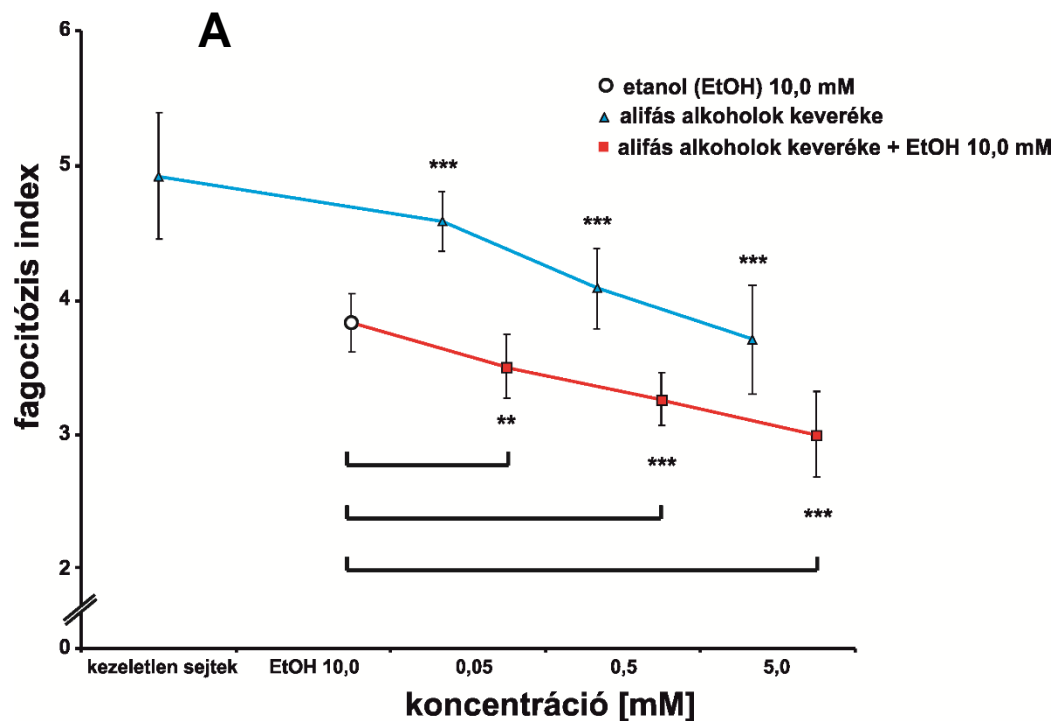 A
etanol (EtOH) 10,0 mM
alifás alkoholok keveréke
alifás alkoholok keveréke + EtOH 10,0 mM
fagocitózis index
6
5
4
3
2
0
***
***
***
**
***
***
kezeletlen sejtek EtOH 10,0 0,05 0,5 5,0
koncentráció [mM]